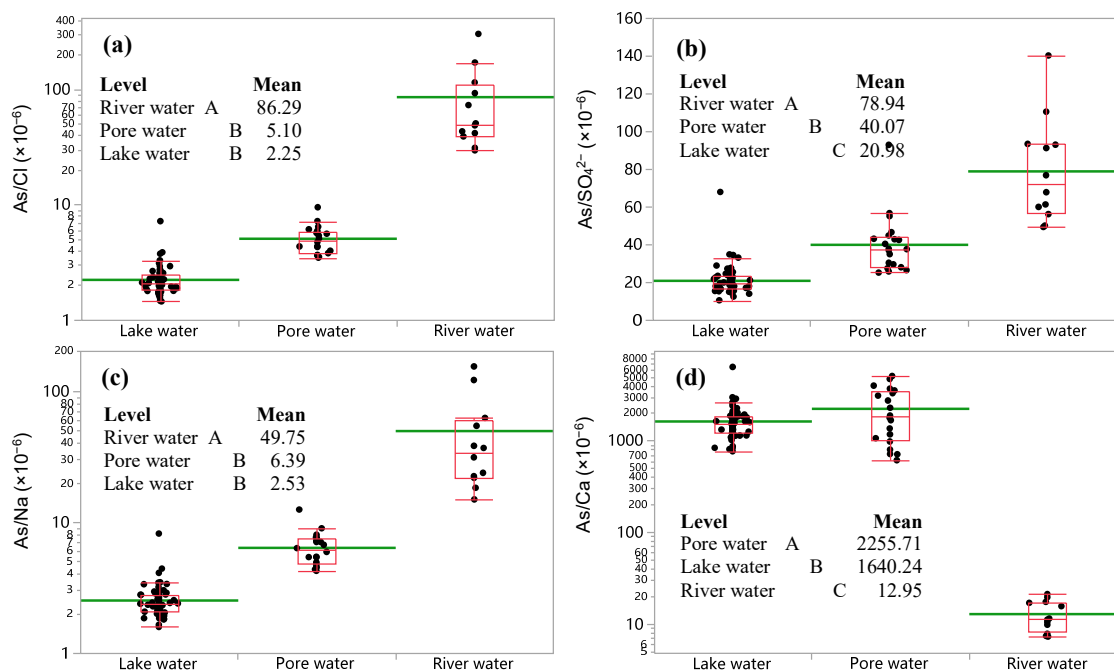 (a)
As/Cl (×10⁻⁶)
400
300
200
100
70
60
50
40
30
20
10
8
7
6
5
4
3
2
1
Level Mean
River water A 86.29
Pore water B 5.10
Lake water B 2.25
Lake water Pore water River water
(b)
As/SO₄²⁻ (×10⁻⁶)
160
140
120
100
80
60
40
20
0
Level Mean
River water A 78.94
Pore water B 40.07
Lake water C 20.98
Lake water Pore water River water
(c)
As/Na (×10⁻⁶)
200
100
80
70
60
50
40
30
20
10
8
7
6
5
4
3
2
1
Level Mean
River water A 49.75
Pore water B 6.39
Lake water B 2.53
Lake water Pore water River water
(d)
As/Ca (×10⁻⁶)
8000
6000
5000
4000
3000
2000
1000
600
500
400
300
200
100
60
50
40
30
20
10
6
5
Level Mean
Pore water A 2255.71
Lake water B 1640.24
River water C 12.95
Lake water Pore water River water